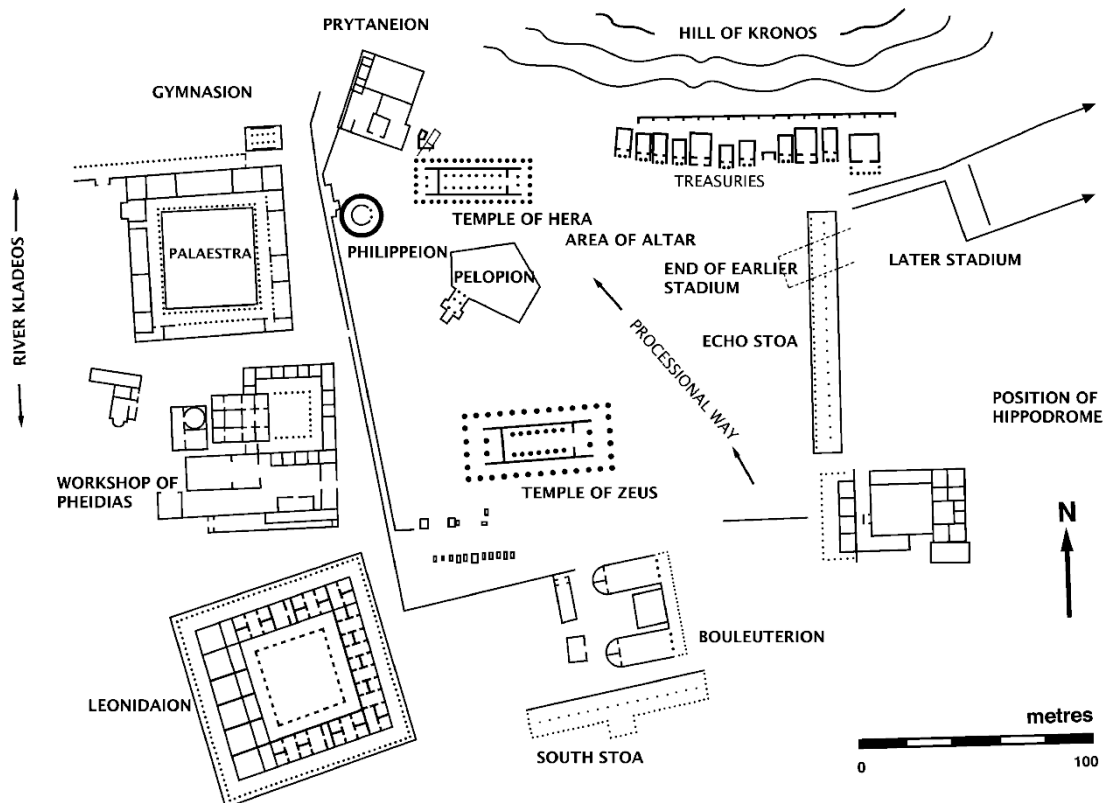 PRYTANEION
HILL OF KRONOS
GYMNASION
TREASURIES
TEMPLE OF HERA
AREA OF ALTAR
PHILIPPEION
PALAESTRA
PELOPION
END OF EARLIER
STADIUM
LATER STADIUM
RIVER KLADEOS
ECHO STOA
PROCESSIONAL WAY
POSITION OF
HIPPODROME
WORKSHOP OF
PHEIDIAS
TEMPLE OF ZEUS
N
BOULEUTERION
LEONIDAION
SOUTH STOA
metres
0 100